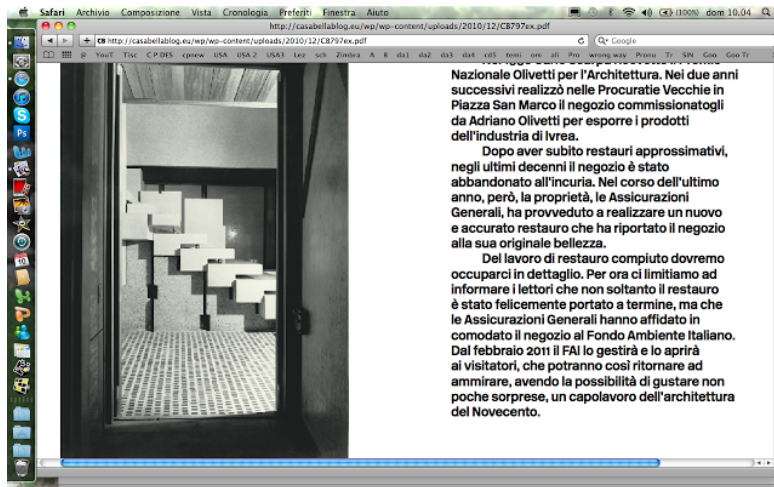 Safari Archivio Composizione Vista Cronologia Preferiti Finestra Aiuto (100%) dom 10.04
http://casabellablog.eu/wp/wp-content/uploads/2010/12/CB797ex.pdf
CB http://casabellablog.eu/wp/wp-content/uploads/2010/12/CB797ex.pdf Google
@ YouT Tisc C P DES cpnew USA USA 2 USA3 Lez sch Zimbra A B da1 da2 da3 da4 cd5 temi om ali Pro wrong way Pronu Tr SIN Goo Goo Tr
Nazionale Olivetti per l'Architettura. Nei due anni
successivi realizzò nelle Procuratie Vecchie in
Piazza San Marco il negozio commissionatogli
da Adriano Olivetti per esporre i prodotti
dell'industria di Ivrea.
Dopo aver subito restauri approssimativi,
negli ultimi decenni il negozio è stato
abbandonato all'incuria. Nel corso dell'ultimo
anno, però, la proprietà, le Assicurazioni
Generali, ha provveduto a realizzare un nuovo
e accurato restauro che ha riportato il negozio
alla sua originale bellezza.
Del lavoro di restauro compiuto dovremo
occuparci in dettaglio. Per ora ci limitiamo ad
informare i lettori che non soltanto il restauro
è stato felicemente portato a termine, ma che
le Assicurazioni Generali hanno affidato in
comodato il negozio al Fondo Ambiente Italiano.
Dal febbraio 2011 il FAI lo gestirà e lo aprirà
ai visitatori, che potranno così ritornare ad
ammirare, avendo la possibilità di gustare non
poche sorprese, un capolavoro dell'architettura
del Novecento.